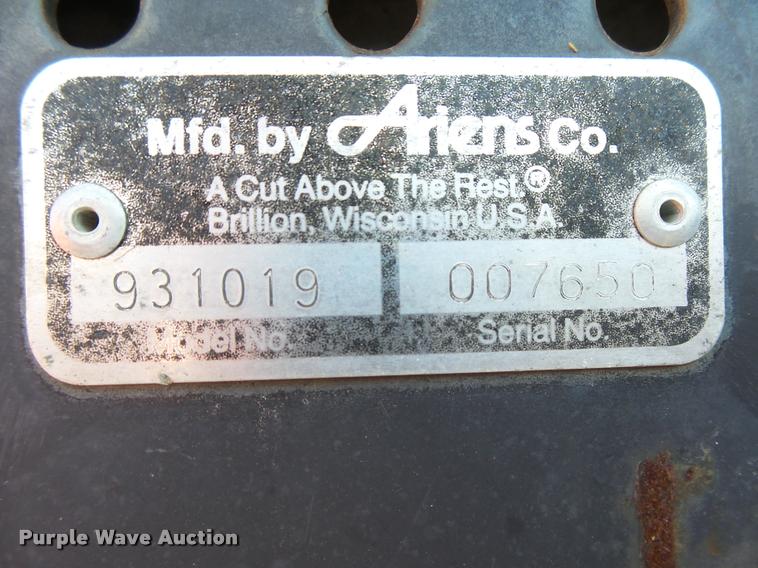 Mfd. by Ariens Co.
A Cut Above The Rest.®
Brillion, Wisconsin U.S.A
931019 007650
Model No. Serial No.
Purple Wave Auction